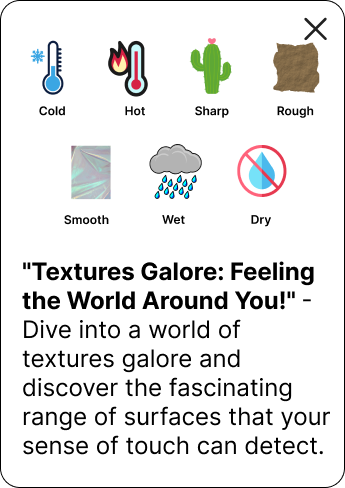 Cold Hot Sharp Rough
Smooth Wet Dry
"Textures Galore: Feeling
the World Around You!" -
Dive into a world of
textures galore and
discover the fascinating
range of surfaces that your
sense of touch can detect.